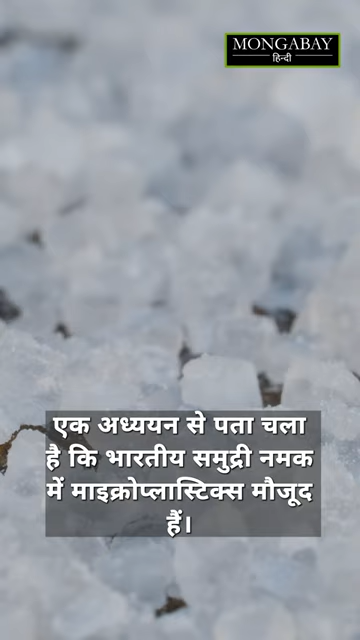 MONGABAY
हिन्दी
एक अध्ययन से पता चला
है कि भारतीय समुद्री नमक
में माइक्रोप्लास्टिक्स मौजूद
हैं।